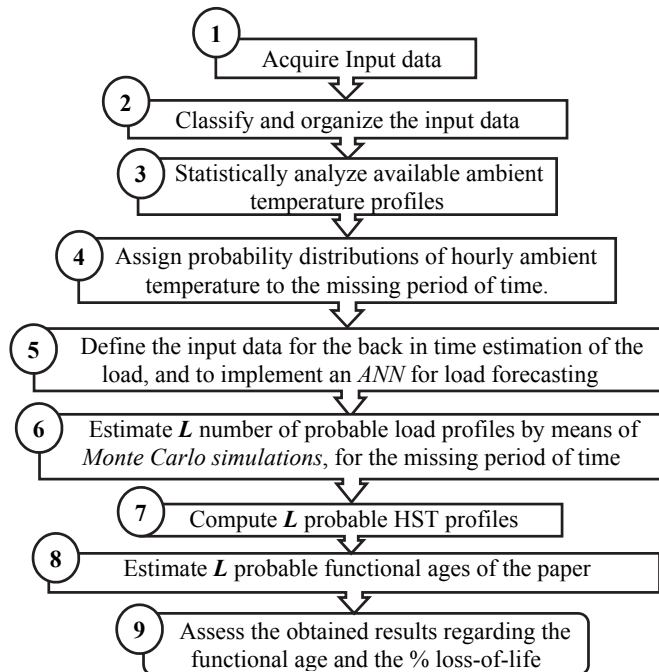 1
Acquire Input data
2
Classify and organize the input data
3
Statistically analyze available ambient
temperature profiles
4
Assign probability distributions of hourly ambient
temperature to the missing period of time.
5
Define the input data for the back in time estimation of the
load, and to implement an ANN for load forecasting
6
Estimate L number of probable load profiles by means of
Monte Carlo simulations, for the missing period of time
7
Compute L probable HST profiles
8
Estimate L probable functional ages of the paper
9
Assess the obtained results regarding the
functional age and the % loss-of-life